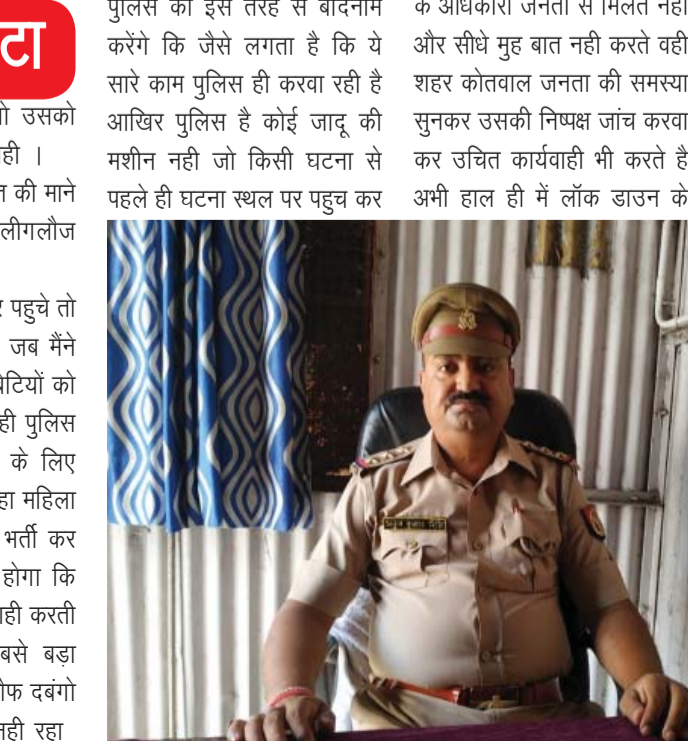 टा
ो उसको
ही ।
त की माने
लीगलौज
र पहुचे तो
जब मैंने
बेटियों को
ही पुलिस
के लिए
हा महिला
भर्ती कर
होगा कि
ाही करती
बसे बड़ा
ौफ दबंगो
नही रहा
पुलिस को इस तरह से बदिनाम
करेंगे कि जैसे लगता है कि ये
सारे काम पुलिस ही करवा रही है
आखिर पुलिस है कोई जादू की
मशीन नही जो किसी घटना से
पहले ही घटना स्थल पर पहुच कर
के अधिकारी जनता से मिलते नही
और सीधे मुह बात नही करते वही
शहर कोतवाल जनता की समस्या
सुनकर उसकी निष्पक्ष जांच करवा
कर उचित कार्यवाही भी करते है
अभी हाल ही में लॉक डाउन के